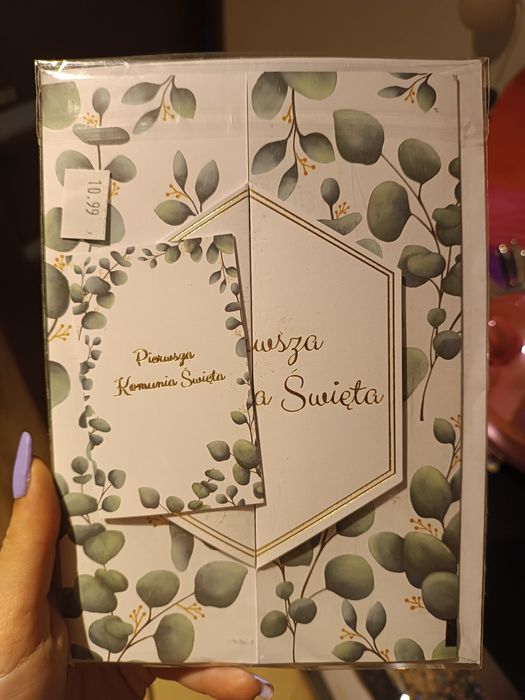 10.99
Pierwsza
Komunia Święta
wsza
a Święta